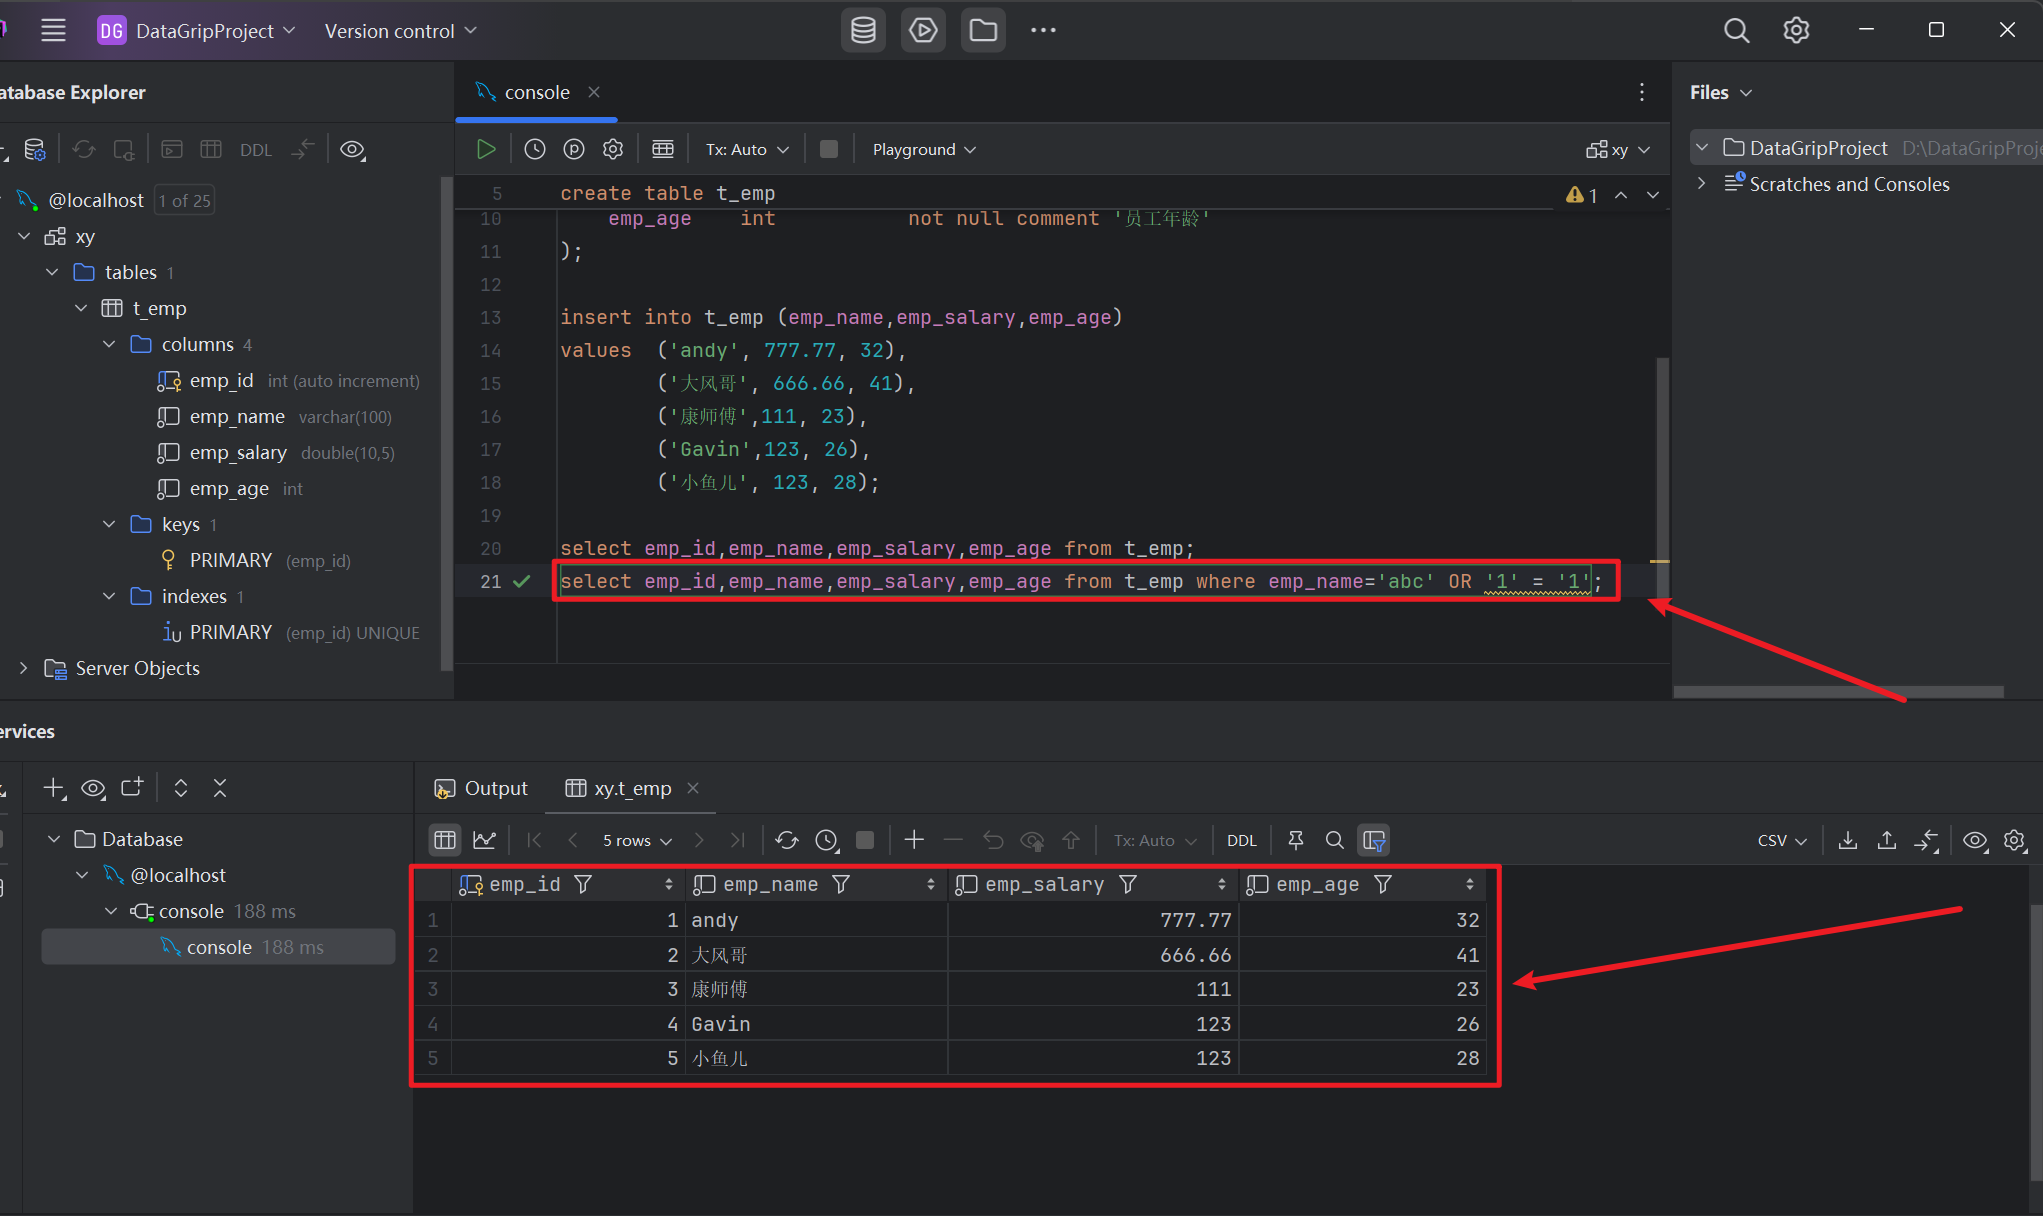 DG DataGripProject Version control
atabase Explorer
DDL
@localhost 1 of 25
xy
tables 1
t_emp
columns 4
emp_id int (auto increment)
emp_name varchar(100)
emp_salary double(10,5)
emp_age int
keys 1
PRIMARY (emp_id)
indexes 1
PRIMARY (emp_id) UNIQUE
Server Objects
console
Tx: Auto Playground xy
5 create table t_emp 1
10 emp_age int not null comment '员工年龄'
11 );
12
13 insert into t_emp (emp_name,emp_salary,emp_age)
14 values ('andy', 777.77, 32),
15 ('大风哥', 666.66, 41),
16 ('康师傅',111, 23),
17 ('Gavin',123, 26),
18 ('小鱼儿', 123, 28);
19
20 select emp_id,emp_name,emp_salary,emp_age from t_emp;
21 select emp_id,emp_name,emp_salary,emp_age from t_emp where emp_name='abc' OR '1' = '1';
Files
DataGripProject D:\DataGripProje
Scratches and Consoles
ervices
Database
@localhost
console 188 ms
console 188 ms
Output xy.t_emp
5 rows Tx: Auto DDL CSV
emp_id emp_name emp_salary emp_age
1 1 andy 777.77 32
2 2 大风哥 666.66 41
3 3 康师傅 111 23
4 4 Gavin 123 26
5 5 小鱼儿 123 28